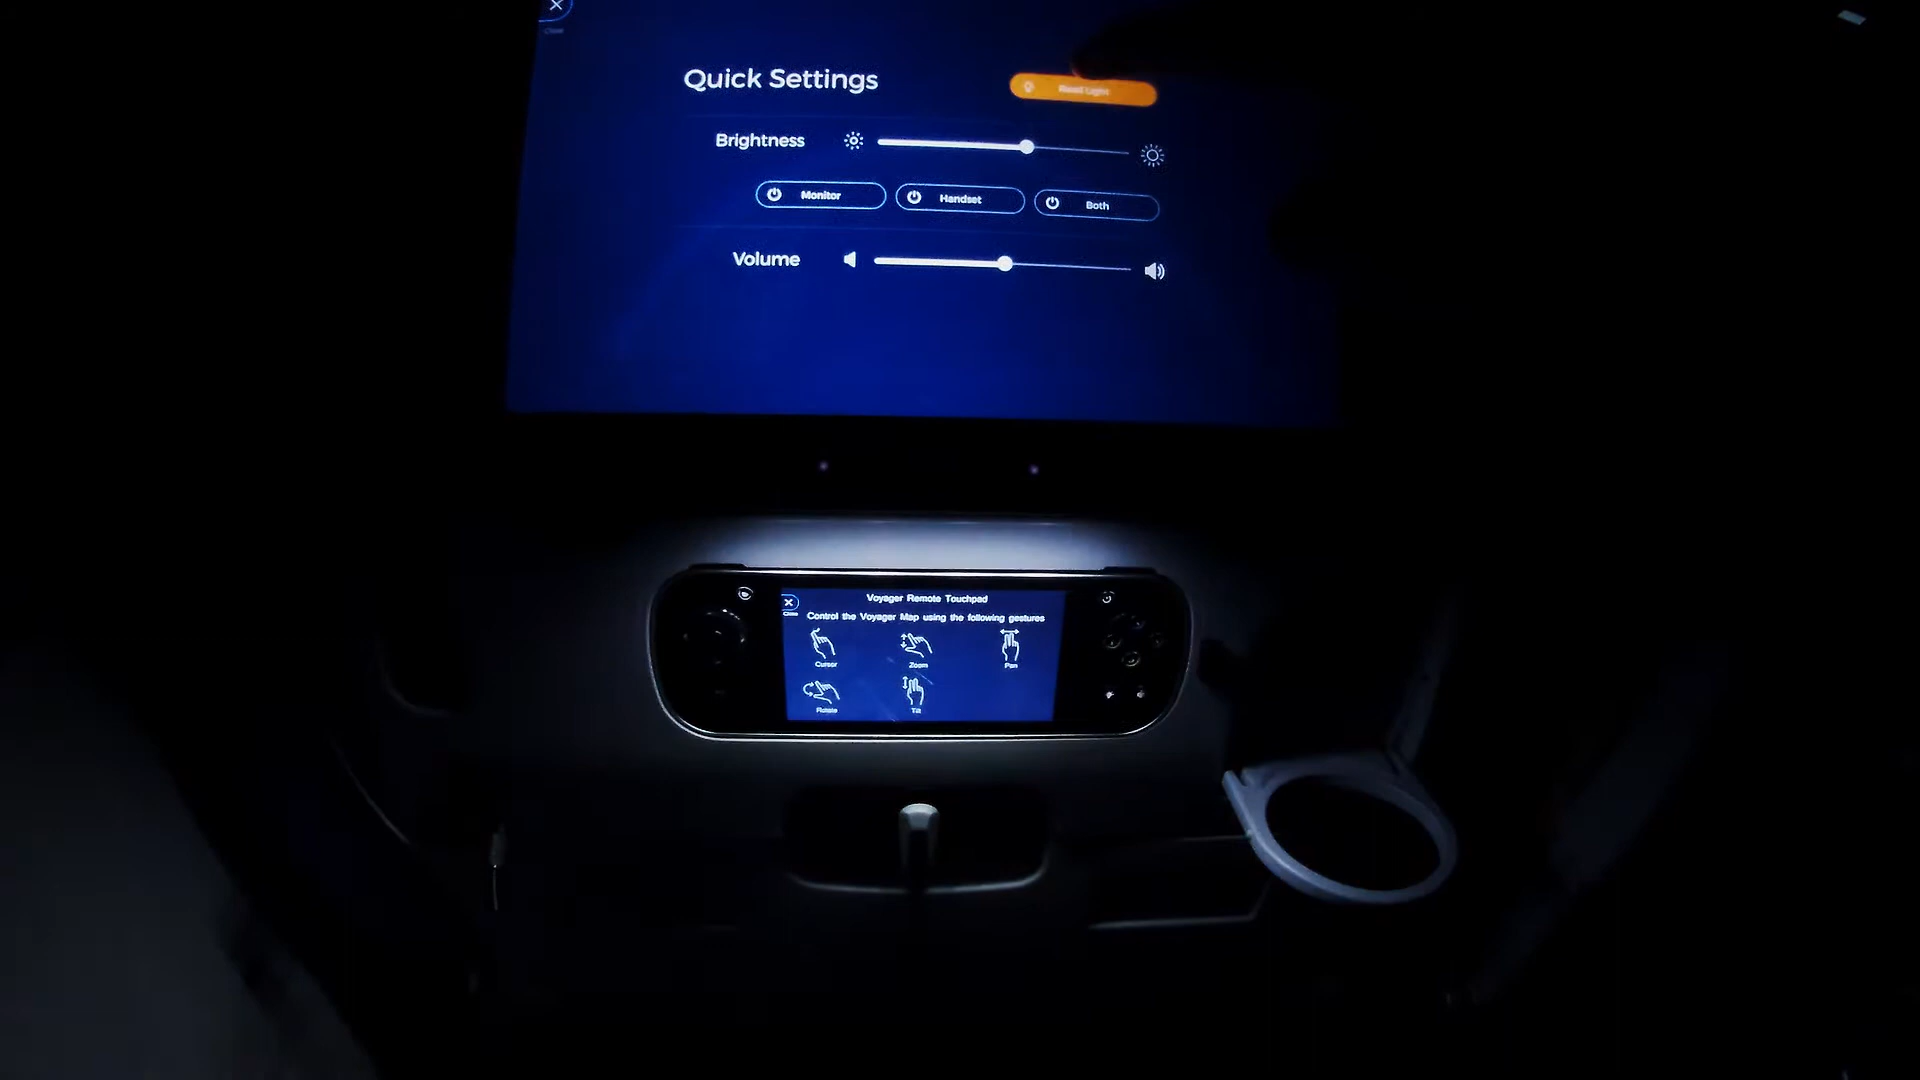 Close
Quick Settings
Read Light
Brightness
Monitor
Handset
Both
Volume
Voyager Remote Touchpad
Close
Control the Voyager Map using the following gestures
Cursor
Zoom
Pan
Rotate
Tilt